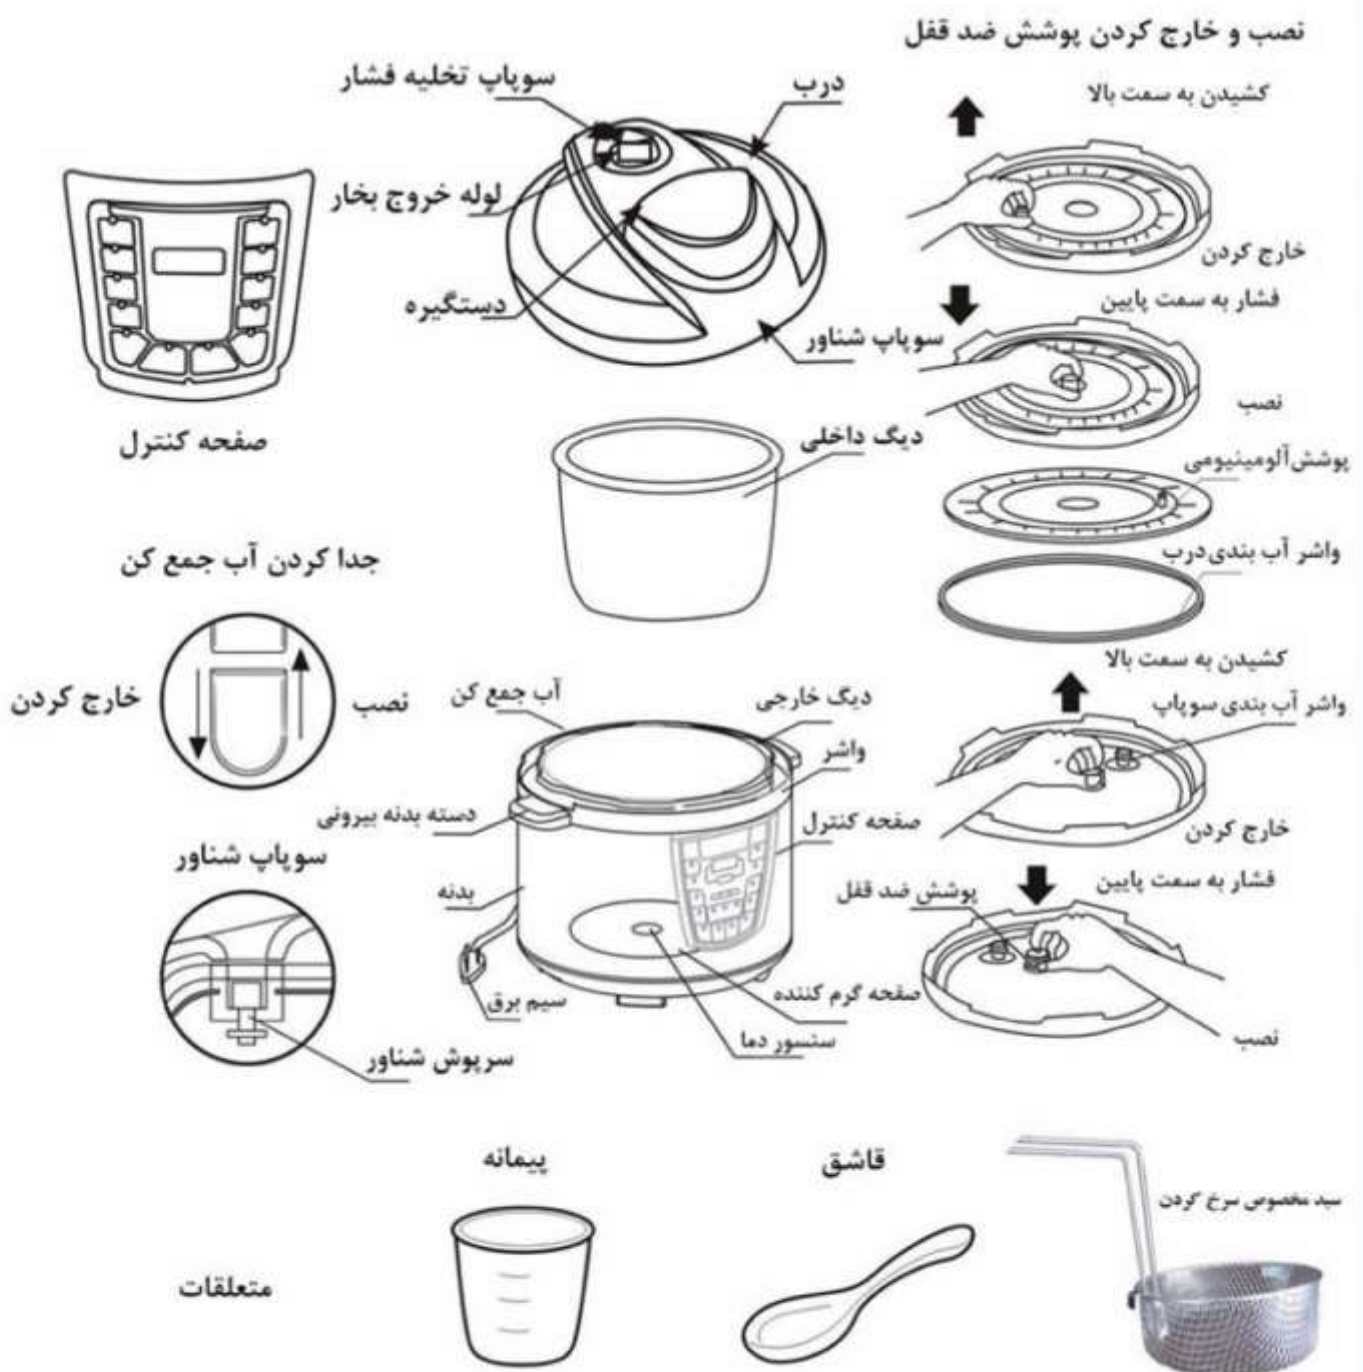 نصب و خارج کردن پوشش ضد قفل
کشیدن به سمت بالا
خارج کردن
فشار به سمت پایین
نصب
پوشش آلومینیومی
واشر آب بندی درب
کشیدن به سمت بالا
واشر آب بندی سوپاپ
خارج کردن
فشار به سمت پایین
پوشش ضد قفل
نصب
سوپاپ تخلیه فشار
درب
لوله خروج بخار
دستگیره
سوپاپ شناور
دیگ داخلی
صفحه کنترل
جدا کردن آب جمع کن
نصب
خارج کردن
آب جمع کن
دیگ خارجی
واشر
دسته بدنه بیرونی
صفحه کنترل
بدنه
سیم برق
صفحه گرم کننده
سنسور دما
سوپاپ شناور
سرپوش شناور
سبد مخصوص سرخ کردن
قاشق
پیمانه
متعلقات